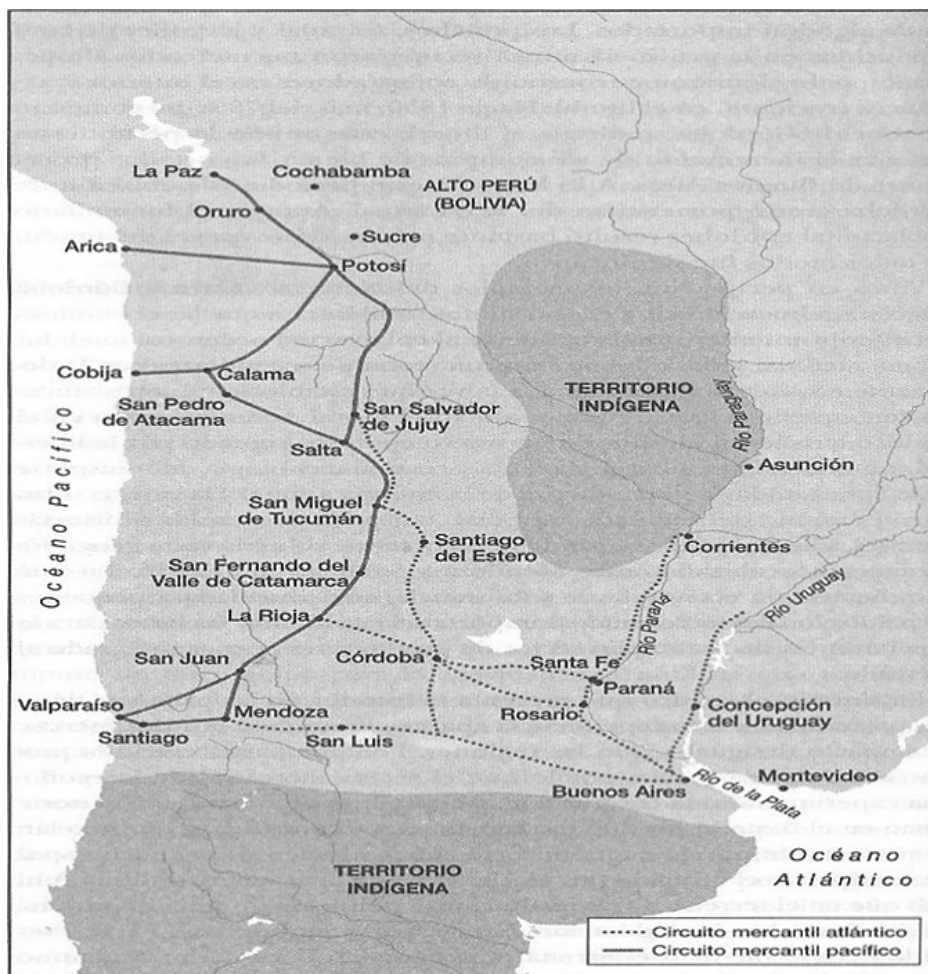 La Paz
Cochabamba
ALTO PERÚ
(BOLIVIA)
Oruro
Sucre
Arica
Potosí
Cobija
Calama
San Pedro
de Atacama
San Salvador
de Jujuy
TERRITORIO
INDÍGENA
Río Paraguay
Salta
Asunción
Océano Pacífico
San Miguel
de Tucumán
Santiago
del Estero
Corrientes
San Fernando del
Valle de Catamarca
Río Paraná
Río Uruguay
La Rioja
Córdoba
Santa Fe
San Juan
Paraná
Valparaíso
Mendoza
Rosario
Concepción
del Uruguay
Santiago
San Luis
Buenos Aires
Río de la Plata
Montevideo
TERRITORIO
INDÍGENA
Océano
Atlántico
Circuito mercantil atlántico
Circuito mercantil pacífico